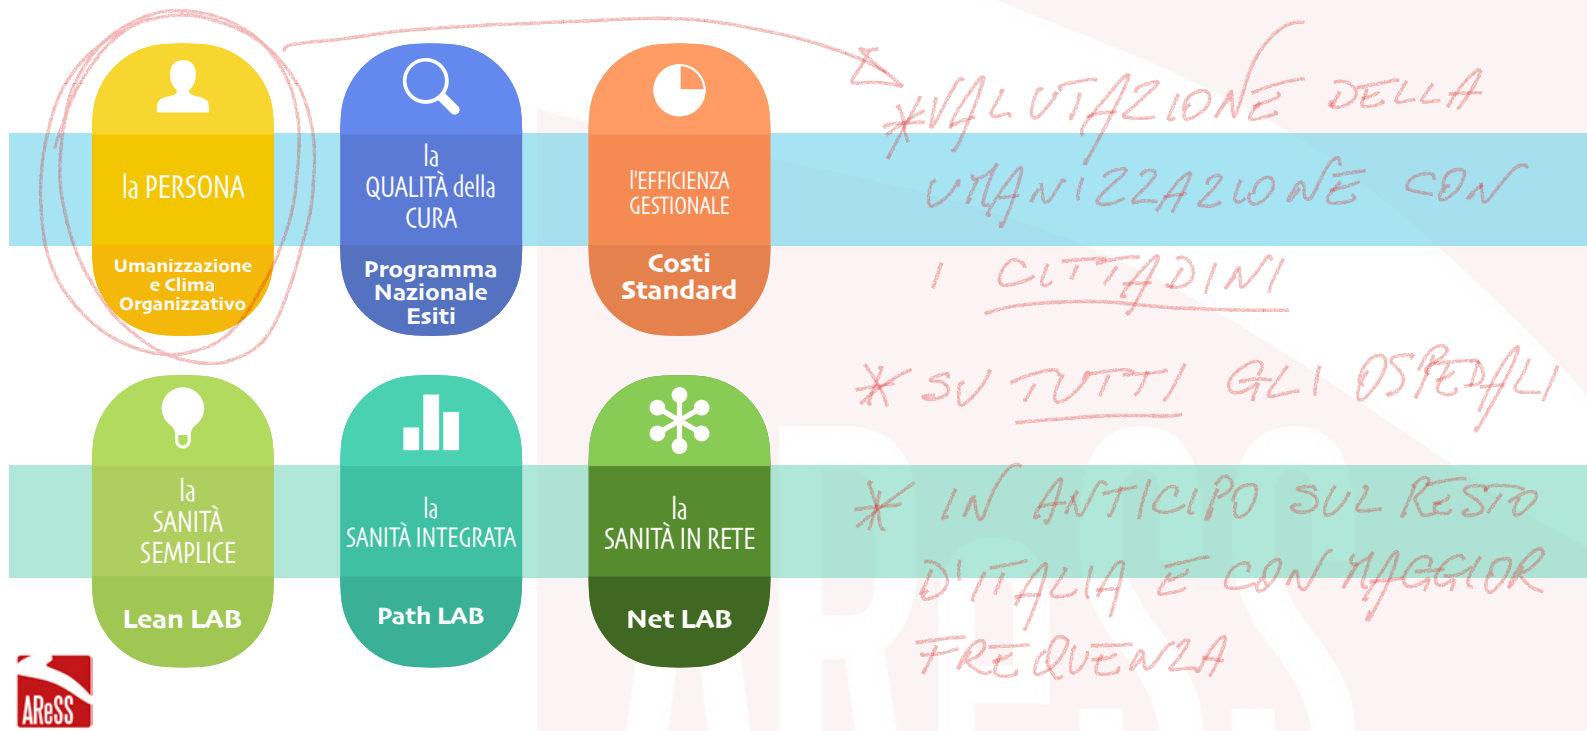 la PERSONA
Umanizzazione
e Clima
Organizzativo
la
QUALITÀ della
CURA
Programma
Nazionale
Esiti
l'EFFICIENZA
GESTIONALE
Costi
Standard
la
SANITÀ
SEMPLICE
Lean LAB
la
SANITÀ INTEGRATA
Path LAB
la
SANITÀ IN RETE
Net LAB
*VALUTAZIONE DELLA
UMANIZZAZIONE CON
I CITTADINI
* SU TUTTI GLI OSPEDALI
* IN ANTICIPO SUL RESTO
D'ITALIA E CON MAGGIOR
FREQUENZA
AReSS
AReSS